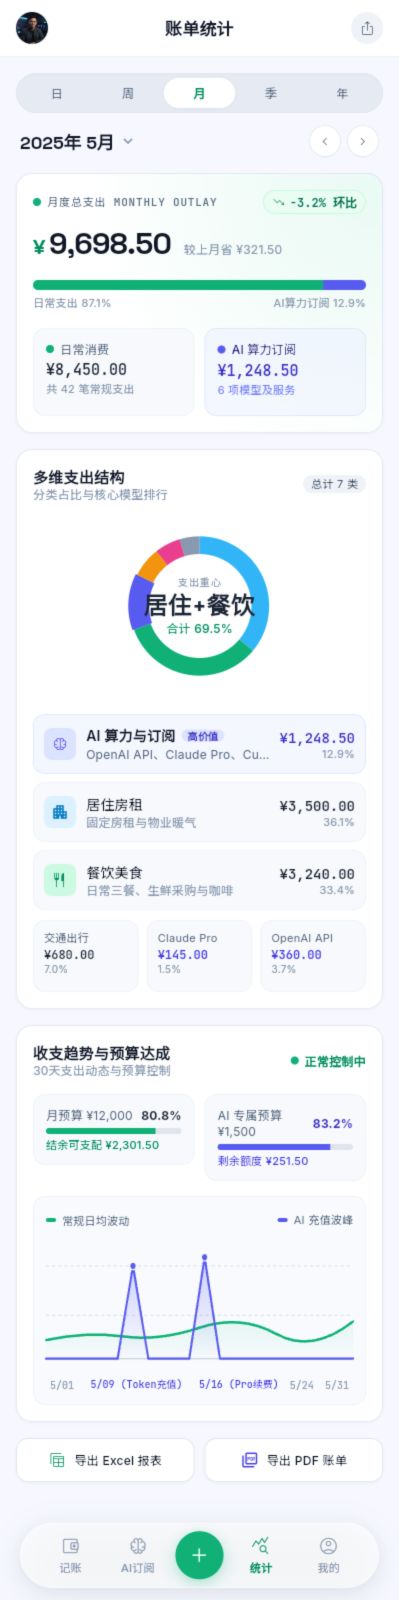 账单统计
日 周 月 季 年
2025年 5月
月度总支出 MONTHLY OUTLAY
-3.2% 环比
¥9,698.50 较上月省 ¥321.50
日常支出 87.1% AI算力订阅 12.9%
日常消费
¥8,450.00
共 42 笔常规支出
AI 算力订阅
¥1,248.50
6 项模型及服务
多维支出结构
分类占比与核心模型排行
总计 7 类
支出重心
居住+餐饮
合计 69.5%
AI 算力与订阅 高价值 ¥1,248.50
OpenAI API、Claude Pro、Cu... 12.9%
居住房租 ¥3,500.00
固定房租与物业暖气 36.1%
餐饮美食 ¥3,240.00
日常三餐、生鲜采购与咖啡 33.4%
交通出行
¥680.00
7.0%
Claude Pro
¥145.00
1.5%
OpenAI API
¥360.00
3.7%
收支趋势与预算达成
30天支出动态与预算控制
正常控制中
月预算 ¥12,000 80.8%
结余可支配 ¥2,301.50
AI 专属预算
¥1,500
83.2%
剩余额度 ¥251.50
常规日均波动 AI 充值波峰
5/01 5/09 (Token充值) 5/16 (Pro续费) 5/24 5/31
导出 Excel 报表 导出 PDF 账单
记账 AI订阅 统计 我的